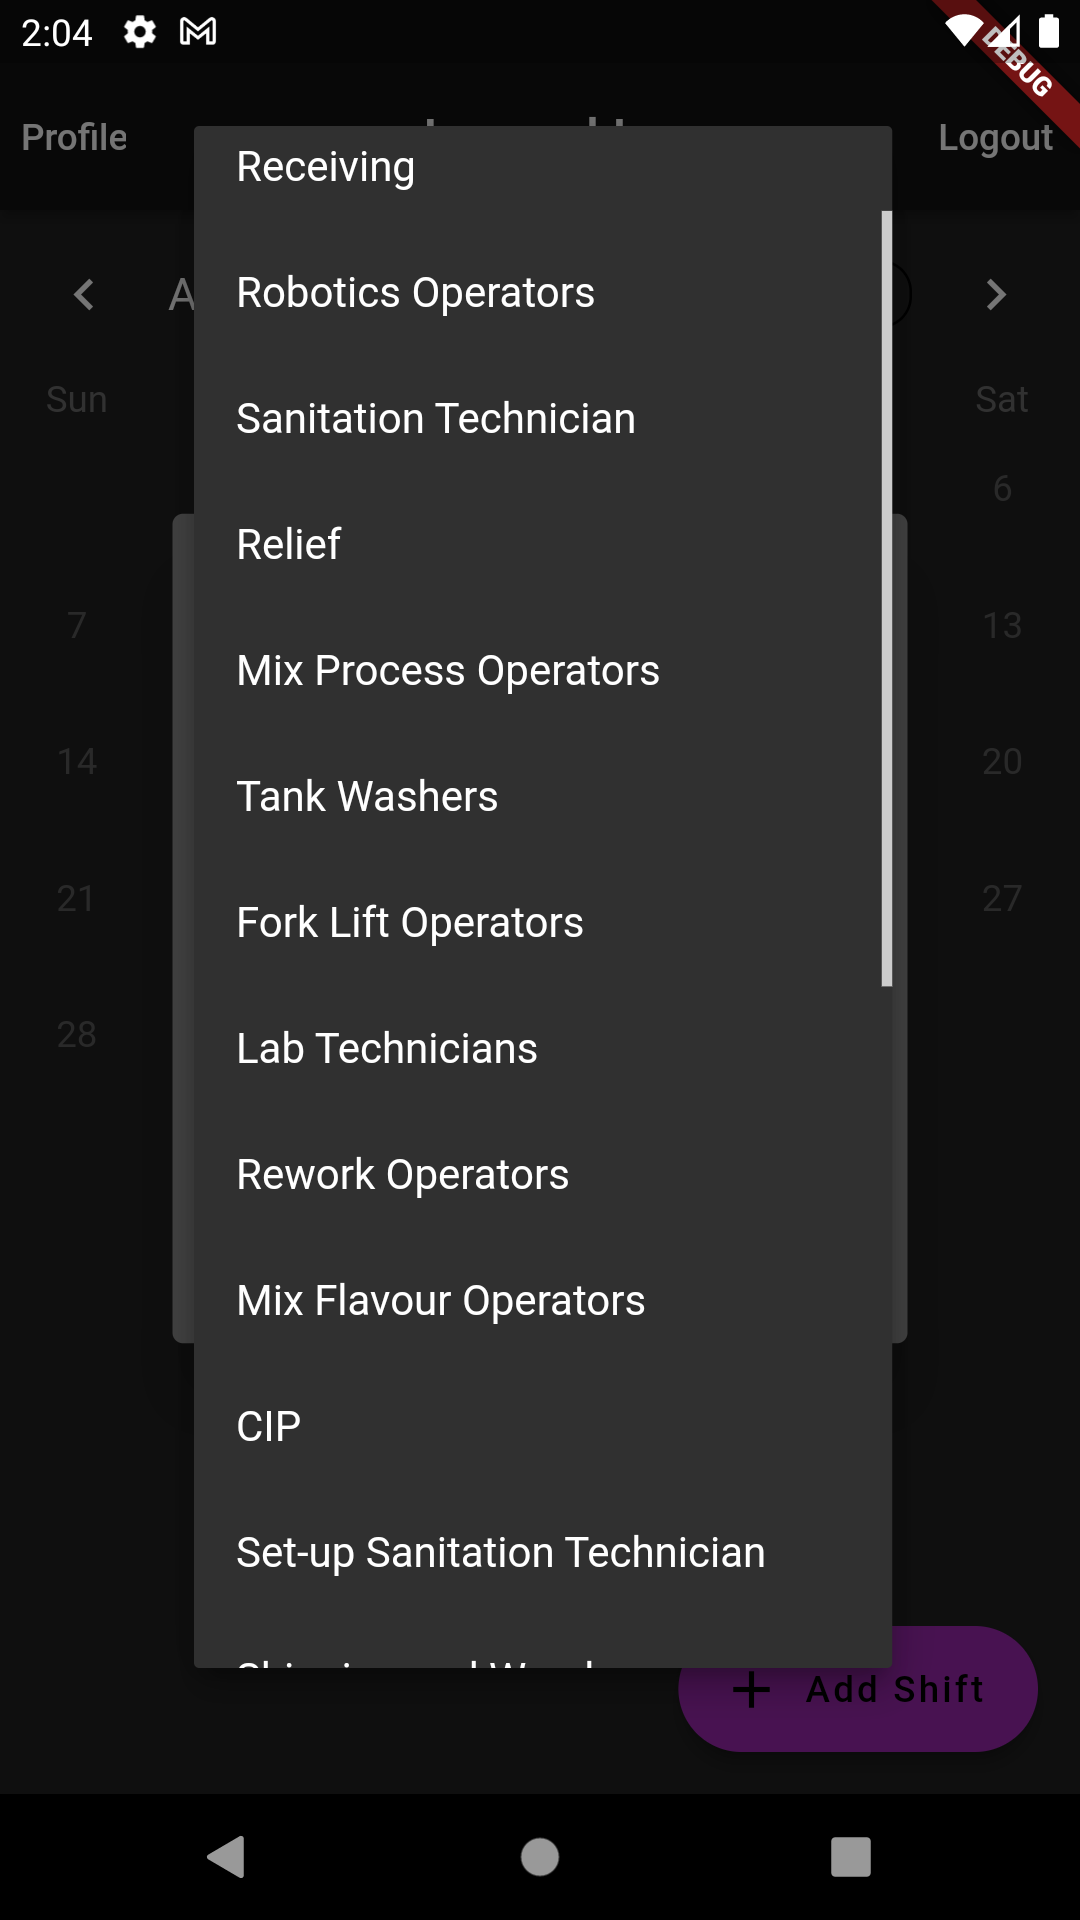 2:04
DEBUG
Profile
Logout
Receiving
Robotics Operators
A
Sun
Sat
Sanitation Technician
6
Relief
7
13
Mix Process Operators
14
20
Tank Washers
21
27
Fork Lift Operators
28
Lab Technicians
Rework Operators
Mix Flavour Operators
CIP
Set-up Sanitation Technician
Add Shift